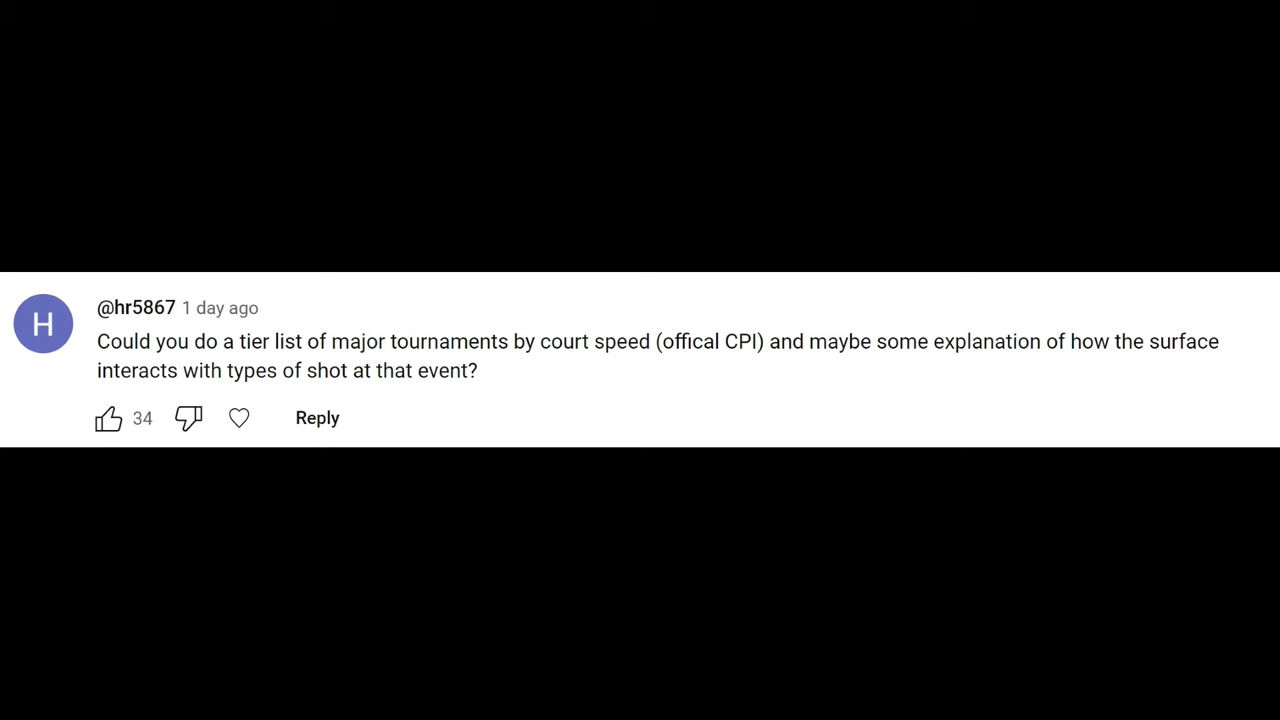 H
@hr5867 1 day ago
Could you do a tier list of major tournaments by court speed (offical CPI) and maybe some explanation of how the surface
interacts with types of shot at that event?
34 Reply